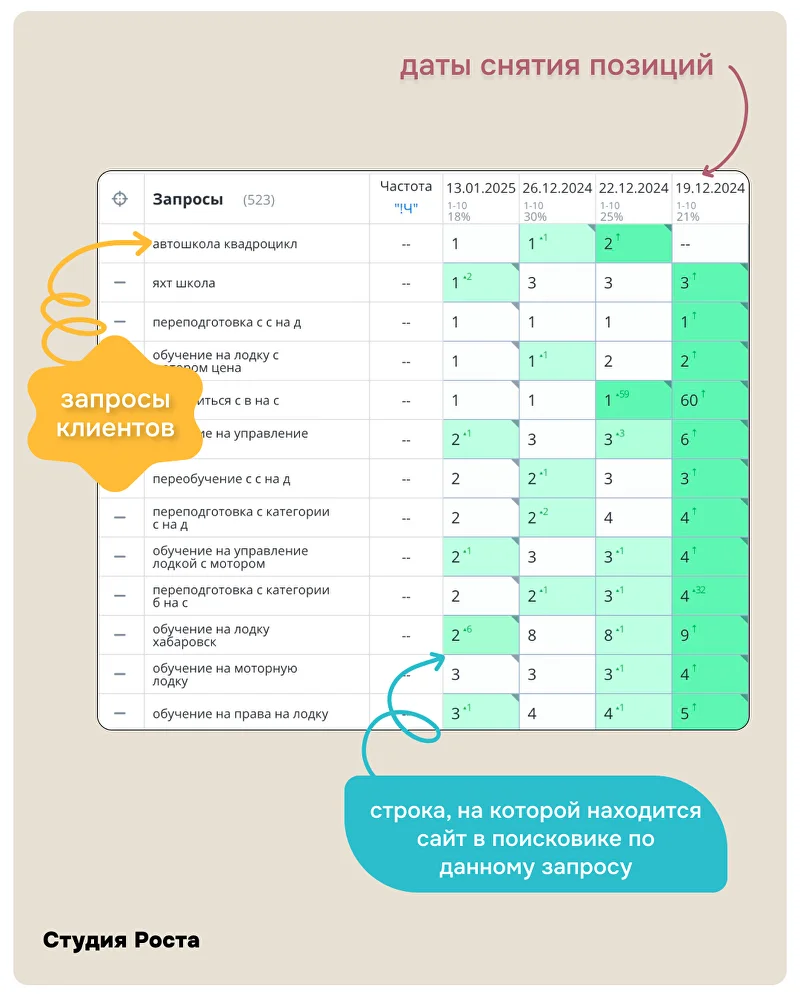 даты снятия позиций
Запросы (523) Частота "!Ч" 13.01.2025 1-10 18% 26.12.2024 1-10 30% 22.12.2024 1-10 25% 19.12.2024 1-10 21%
автошкола квадроцикл -- 1 1 ▴1 2 ↑ --
— яхт школа -- 1 ▴2 3 3 3 ↑
— переподготовка с с на д -- 1 1 1 1 ↑
обучение на лодку с
цена -- 1 1 ▴1 2 2 ↑
с в на с -- 1 1 1 ▴59 60 ↑
на управление -- 2 ▴1 3 3 ▴3 6 ↑
переобучение с с на д -- 2 2 ▴1 3 3 ↑
— переподготовка с категории
с на д -- 2 2 ▴2 4 4 ↑
— обучение на управление
лодкой с мотором -- 2 ▴1 3 3 ▴1 4 ↑
— переподготовка с категории
б на с -- 2 2 ▴1 3 ▴1 4 ▴32
— обучение на лодку
хабаровск -- 2 ▴6 8 8 ▴1 9 ↑
— обучение на моторную
лодку -- 3 3 3 ▴1 4 ↑
— обучение на права на лодку -- 3 ▴1 4 4 ▴1 5 ↑
запросы
клиентов
строка, на которой находится
сайт в поисковике по
данному запросу
Студия Роста